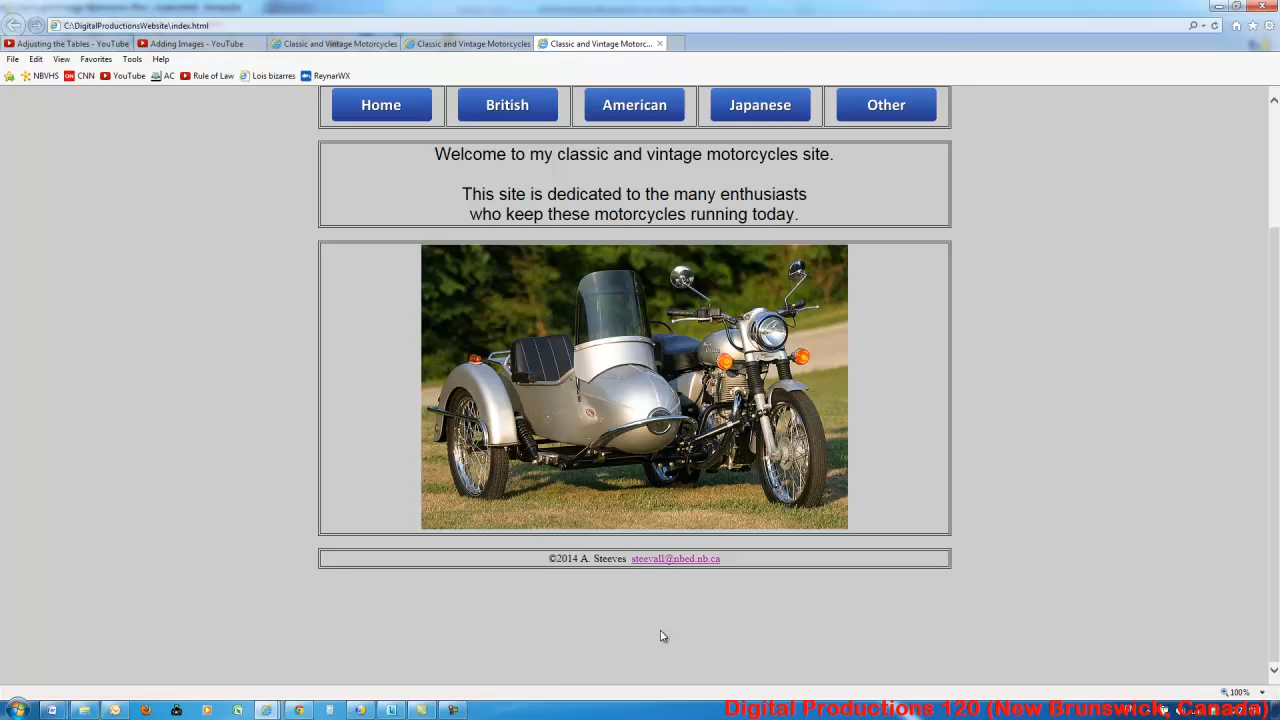 C:\DigitalProductionsWebsite\index.html
Adjusting the Tables - YouTube
Adding Images - YouTube
Classic and Vintage Motorcycles
Classic and Vintage Motorcycles
Classic and Vintage Motorc...
File Edit View Favorites Tools Help
NBVHS CNN YouTube AC Rule of Law Lois bizarres ReynarWX
Home British American Japanese Other
Welcome to my classic and vintage motorcycles site.
This site is dedicated to the many enthusiasts
who keep these motorcycles running today.
©2014 A. Steeves steevall@nbed.nb.ca
100%
Digital Productions 120 (New Brunswick, Canada)